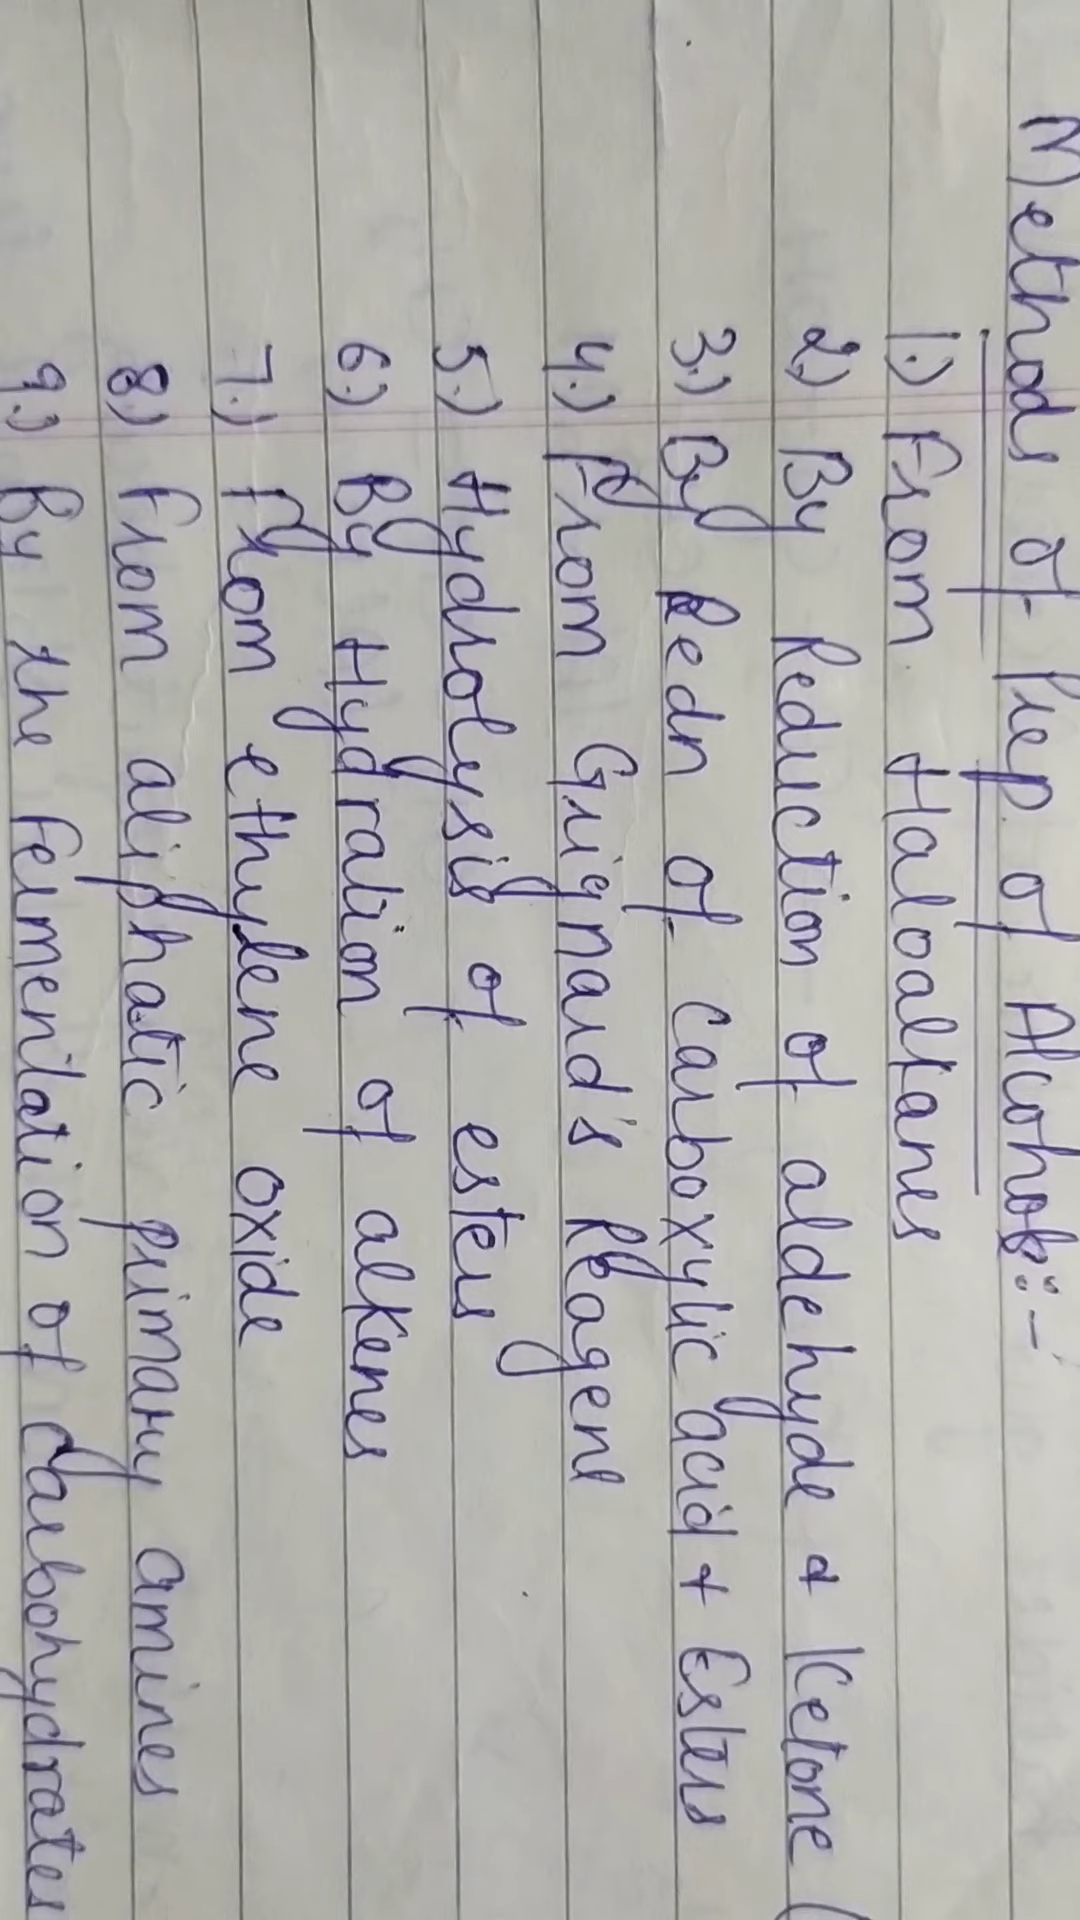 Methods of Prep of Alcohols:-
1.) From Haloalkanes
2.) By Reduction of aldehyde & Ketone (
3.) By Redn of Carboxylic acid & Esters
4.) From Grignard's Reagent
5.) Hydrolysis of esters
6.) By Hydration of alkenes
7.) From ethylene oxide
8.) From aliphatic primary amines
9.) By the Fermentation of Carbohydrates